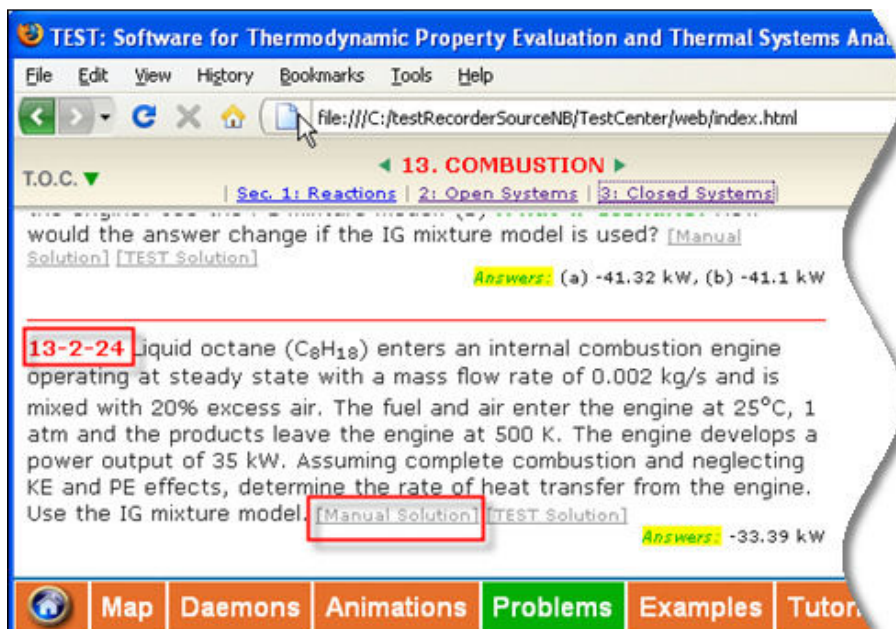 TEST: Software for Thermodynamic Property Evaluation and Thermal Systems
File Edit View History Bookmarks Tools Help
file:///C:/testRecorderSourceNB/TestCenter/web/index.html
T.O.C.
13. COMBUSTION
| Sec. 1: Reactions | 2: Open Systems | 3: Closed Systems|
would the answer change if the IG mixture model is used? [Manual
Solution] [TEST Solution]
Answers: (a) -41.32 kW, (b) -41.1 kW
13-2-24 Liquid octane (C₈H₁₈) enters an internal combustion engine
operating at steady state with a mass flow rate of 0.002 kg/s and is
mixed with 20% excess air. The fuel and air enter the engine at 25°C, 1
atm and the products leave the engine at 500 K. The engine develops a
power output of 35 kW. Assuming complete combustion and neglecting
KE and PE effects, determine the rate of heat transfer from the engine.
Use the IG mixture model. [Manual Solution] [TEST Solution]
Answers: -33.39 kW
Map Daemons Animations Problems Examples